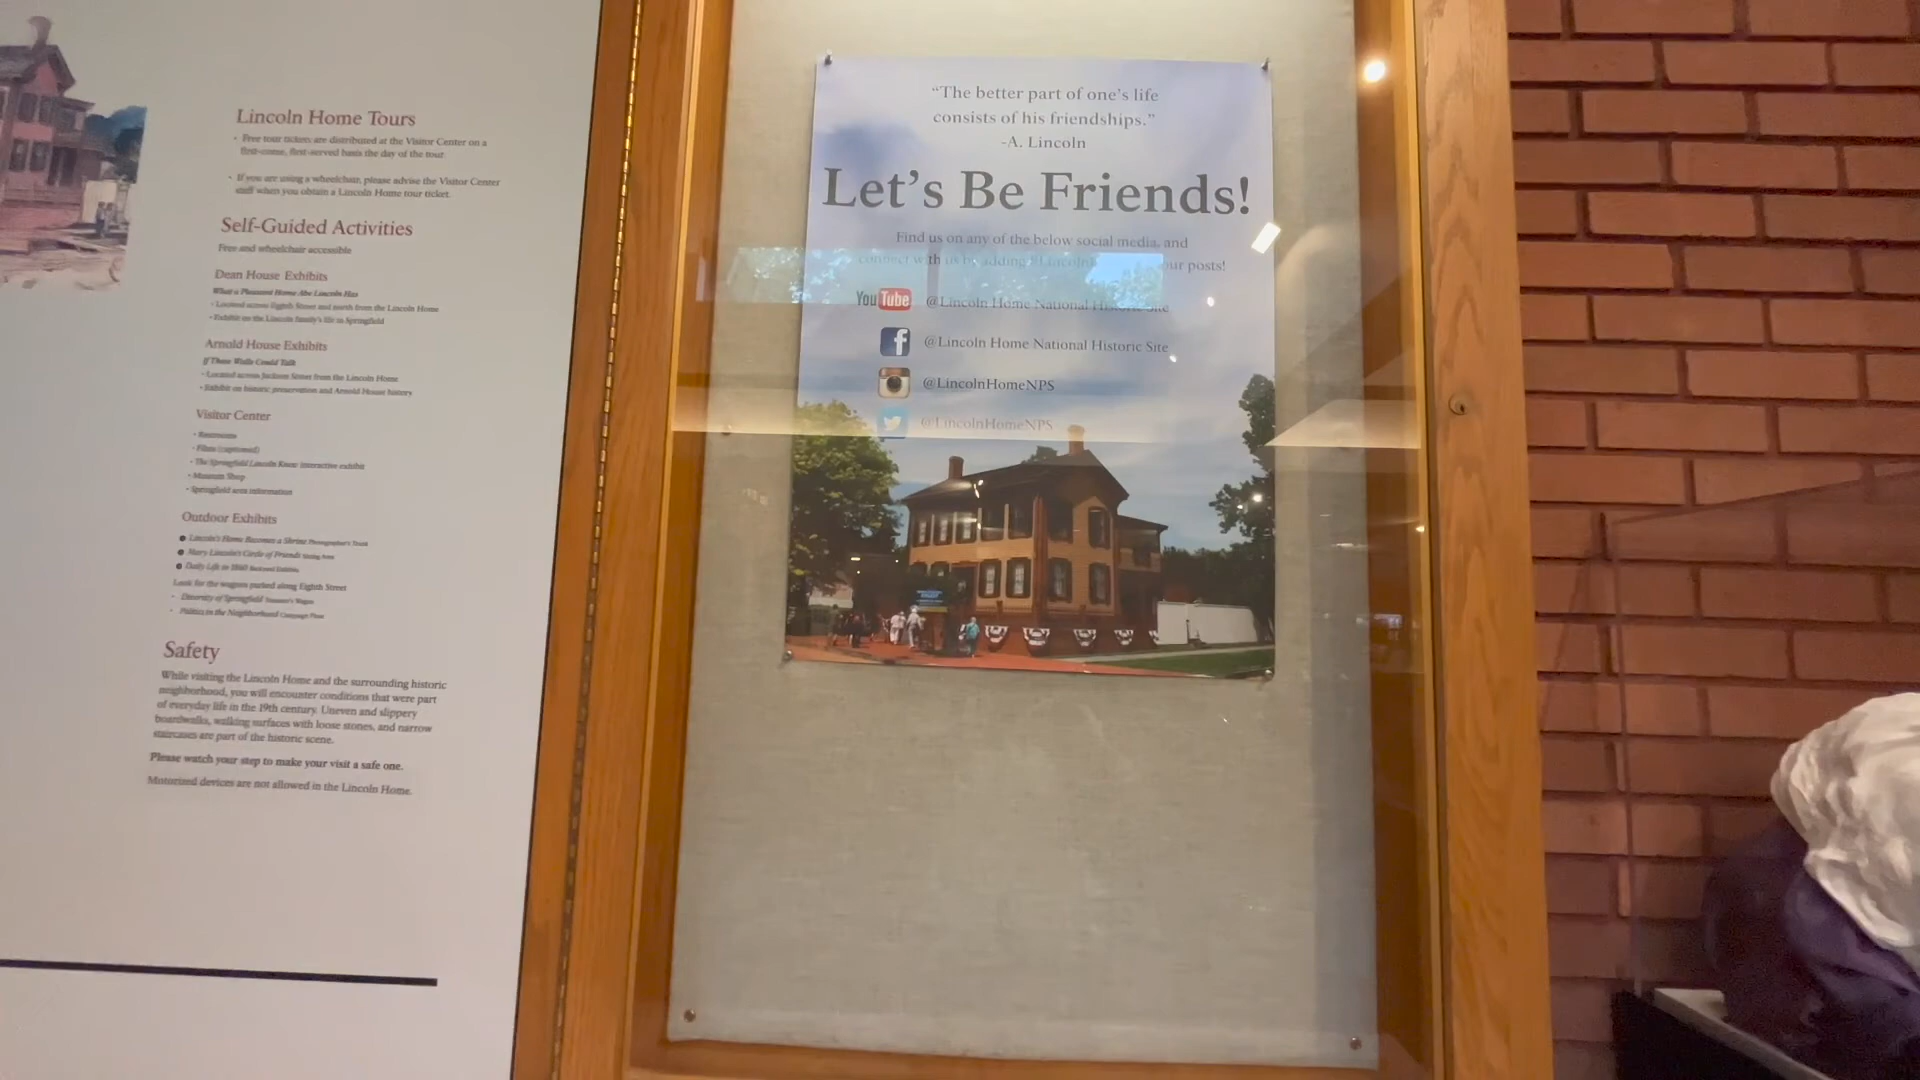 Lincoln Home Tours
• Free tour tickets are distributed at the Visitor Center on a
first-come, first-served basis the day of the tour.
• If you are using a wheelchair, please advise the Visitor Center
staff when you obtain a Lincoln Home tour ticket.
Self-Guided Activities
Free and wheelchair accessible
Dean House Exhibits
What a Pleasant Home Abe Lincoln Has
• Located across Eighth Street and north from the Lincoln Home
• Exhibit on the Lincoln family's life in Springfield
Arnold House Exhibits
If These Walls Could Talk
• Located across Jackson Street from the Lincoln Home
• Exhibit on historic preservation and Arnold House history
Visitor Center
• Restrooms
• Films (captioned)
• The Springfield Lincoln Knew interactive exhibit
• Museum Shop
• Springfield area information
Outdoor Exhibits
• Lincoln's Home Becomes a Shrine Photographer's Trunk
• Mary Lincoln's Circle of Friends
• Daily Life in 1860
Look for the wagons parked along Eighth Street
• Diversity of Springfield
• Politics in the Neighborhood
Safety
While visiting the Lincoln Home and the surrounding historic
neighborhood, you will encounter conditions that were part
of everyday life in the 19th century. Uneven and slippery
boardwalks, walking surfaces with loose stones, and narrow
staircases are part of the historic scene.
Please watch your step to make your visit a safe one.
Motorized devices are not allowed in the Lincoln Home.
“The better part of one's life
consists of his friendships.”
-A. Lincoln
Let's Be Friends!
Find us on any of the below social media, and
connect with us by adding our posts!
YouTube @Lincoln Home National Historic Site
f @Lincoln Home National Historic Site
@LincolnHomeNPS
@LincolnHomeNPS